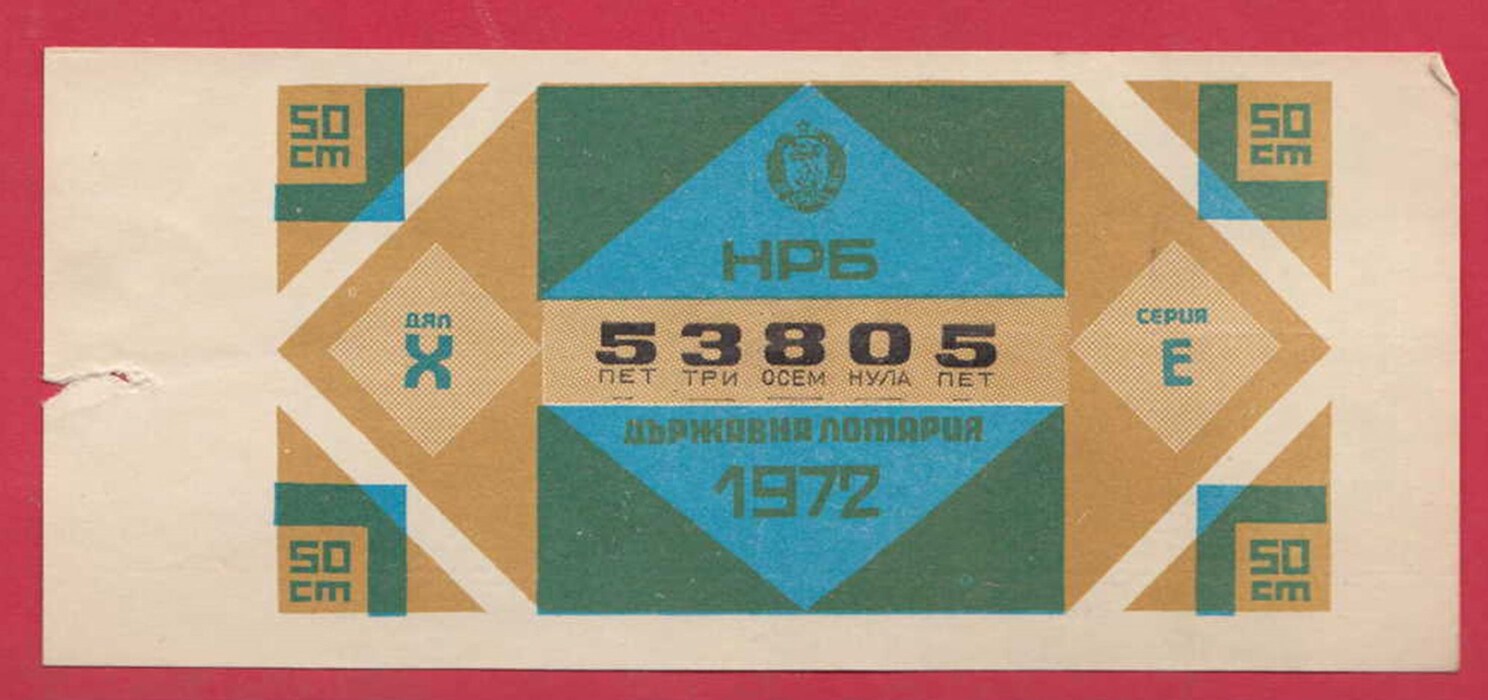 50
ст
50
ст
НРБ
ДЯЛ
X
53805
ПЕТ ТРИ ОСЕМ НУЛА ПЕТ
СЕРИЯ
Е
ДЪРЖАВНА ЛОТАРИЯ
1972
50
ст
50
ст